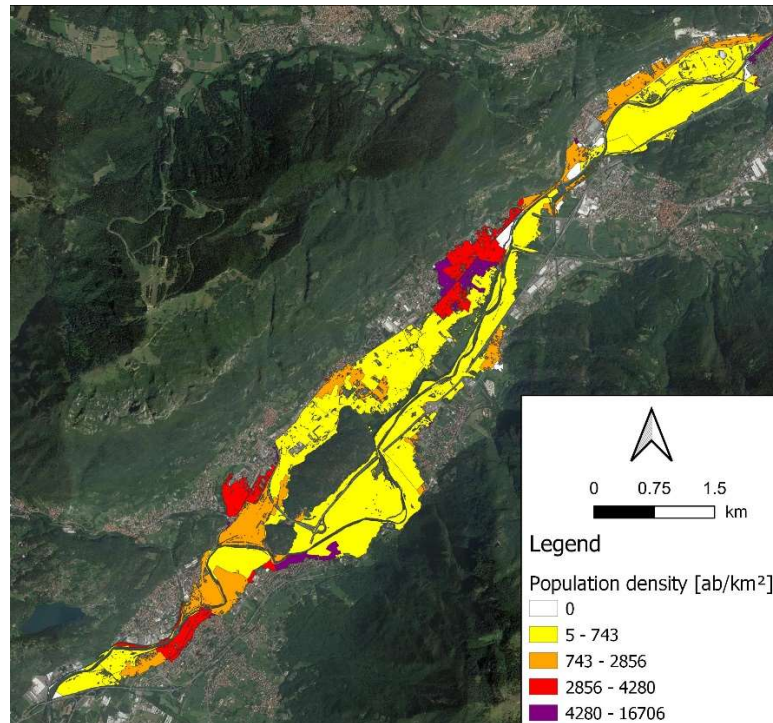 0 0.75 1.5
km
Legend
Population density [ab/km²]
0
5 - 743
743 - 2856
2856 - 4280
4280 - 16706